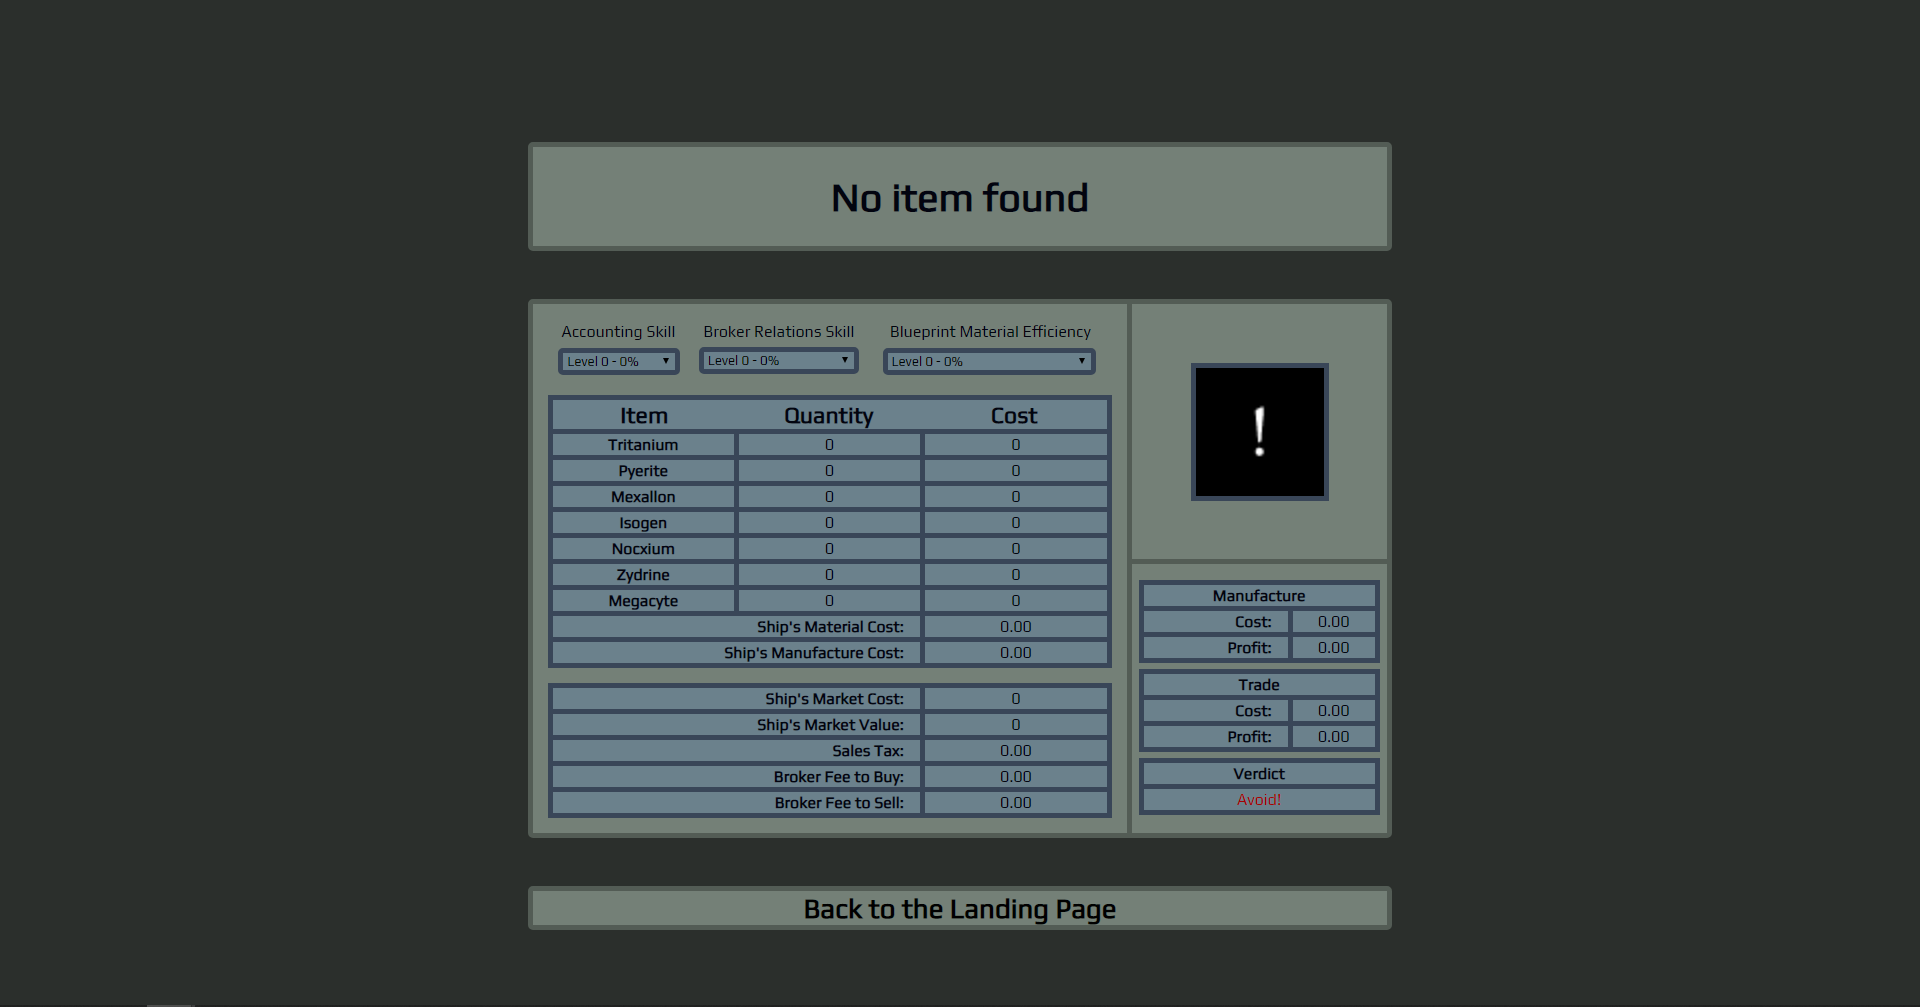 No item found
Accounting Skill Broker Relations Skill Blueprint Material Efficiency
Level 0 - 0% Level 0 - 0% Level 0 - 0%
Item Quantity Cost
Tritanium 0 0
Pyerite 0 0
Mexallon 0 0
Isogen 0 0
Nocxium 0 0
Zydrine 0 0
Megacyte 0 0
Ship's Material Cost: 0.00
Ship's Manufacture Cost: 0.00
Ship's Market Cost: 0
Ship's Market Value: 0
Sales Tax: 0.00
Broker Fee to Buy: 0.00
Broker Fee to Sell: 0.00
!
Manufacture
Cost: 0.00
Profit: 0.00
Trade
Cost: 0.00
Profit: 0.00
Verdict
Avoid!
Back to the Landing Page